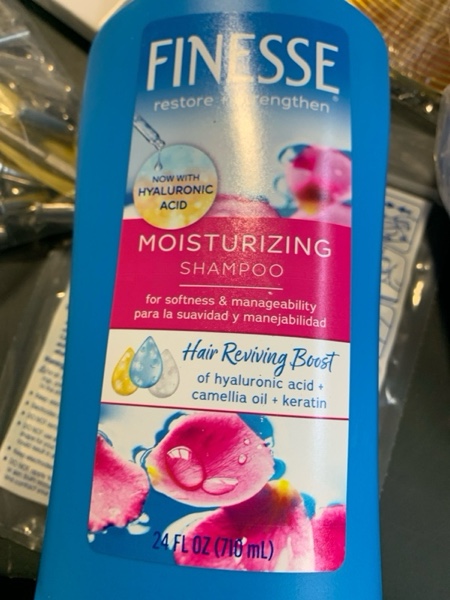 FINESSE
restore + strengthen
NOW WITH
HYALURONIC
ACID
MOISTURIZING
SHAMPOO
for softness & manageability
para la suavidad y manejabilidad
Hair Reviving Boost
of hyaluronic acid +
camellia oil + keratin
24 FL OZ (710 mL)